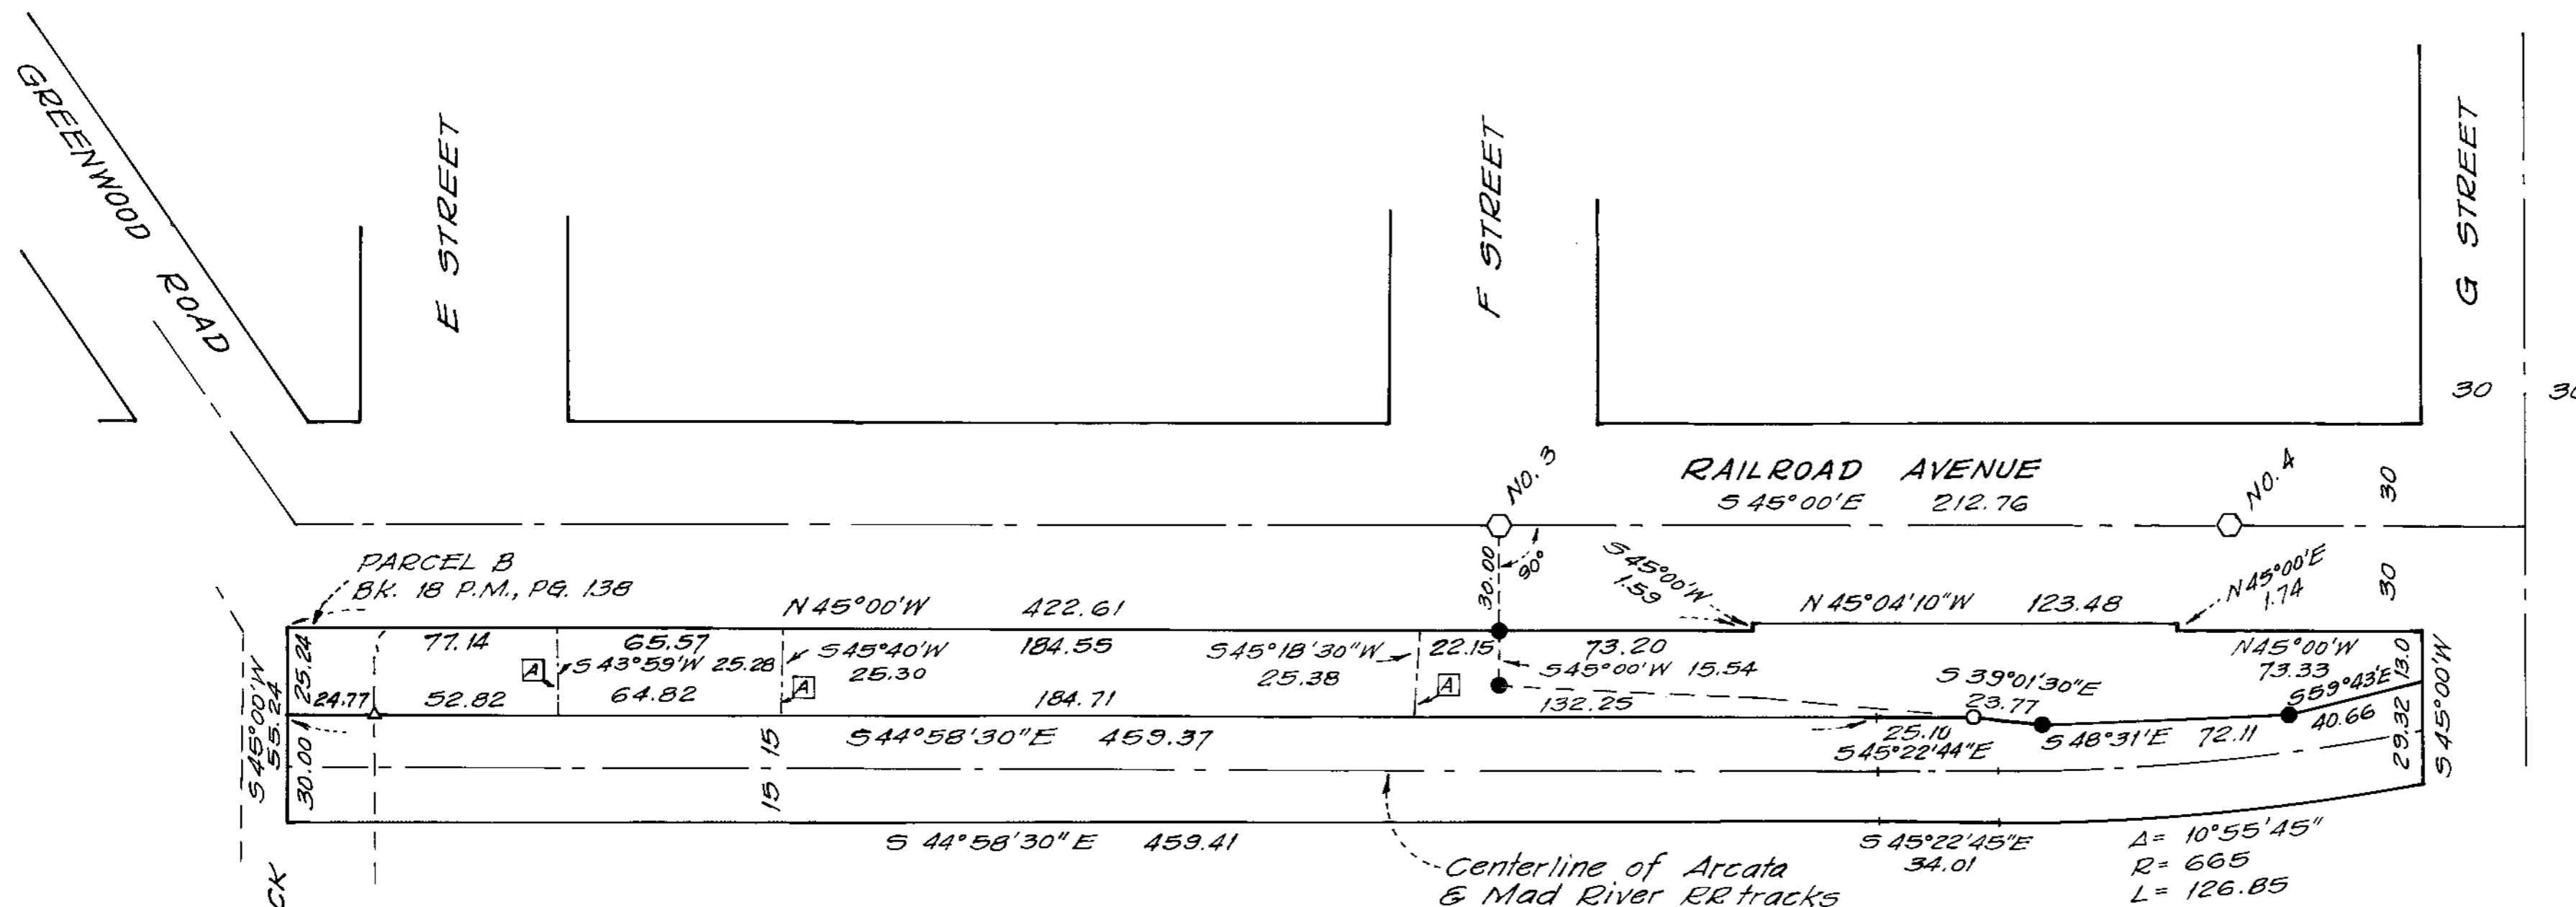 GREENWOOD ROAD
E STREET
F STREET
G STREET
30 30
RAILROAD AVENUE
S 45°00'E 212.76
No. 3
No. 4
30
30
30.00
90°
PARCEL B
BK. 18 P.M., PG. 138
N 45°00'W 422.61
S 45°00'W
1.59
N 45°04'10"W 123.48
N 45°00'E
1.74
77.14
65.57
184.55
22.15
73.20
N 45°00'W
73.33
25.24
A
S 43°59'W 25.28
S 45°40'W
25.30
A
S 45°18'30"W
25.38
A
S 45°00'W 15.54
S 39°01'30"E
23.77
S 59°43'E
40.66
13.0
S 45°00'W
55.24
24.77
52.82
64.82
184.71
132.25
25.10
S 45°22'44"E
S 48°31'E 72.11
29.32
S 45°00'W
30.00
15 15
S 44°58'30"E 459.37
S 44°58'30"E 459.41
S 45°22'45"E
34.01
Δ= 10°55'45"
R= 665
L= 126.85
Centerline of Arcata
& Mad River RR tracks
CK